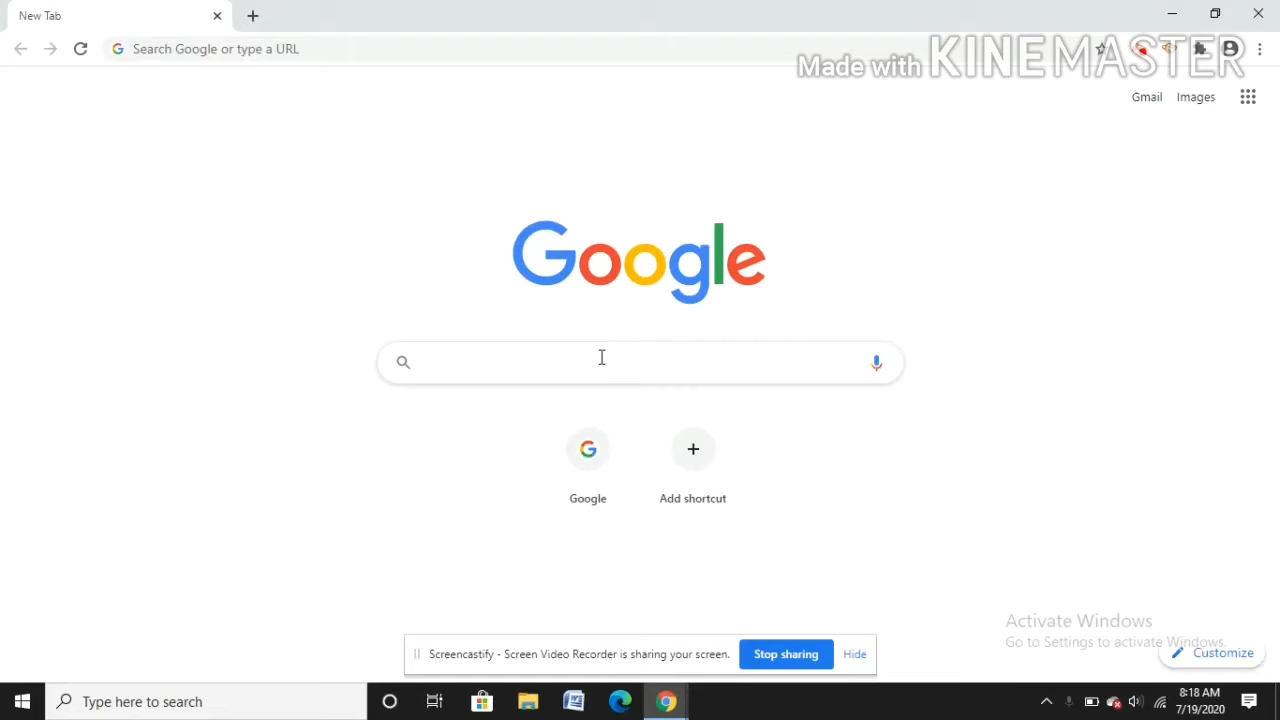 New Tab
Search Google or type a URL
Made with KINEMASTER
Gmail Images
Google
Google
Add shortcut
Activate Windows
Go to Settings to activate Windows.
Customize
Screencastify - Screen Video Recorder is sharing your screen. Stop sharing Hide
Type here to search
8:18 AM
7/19/2020